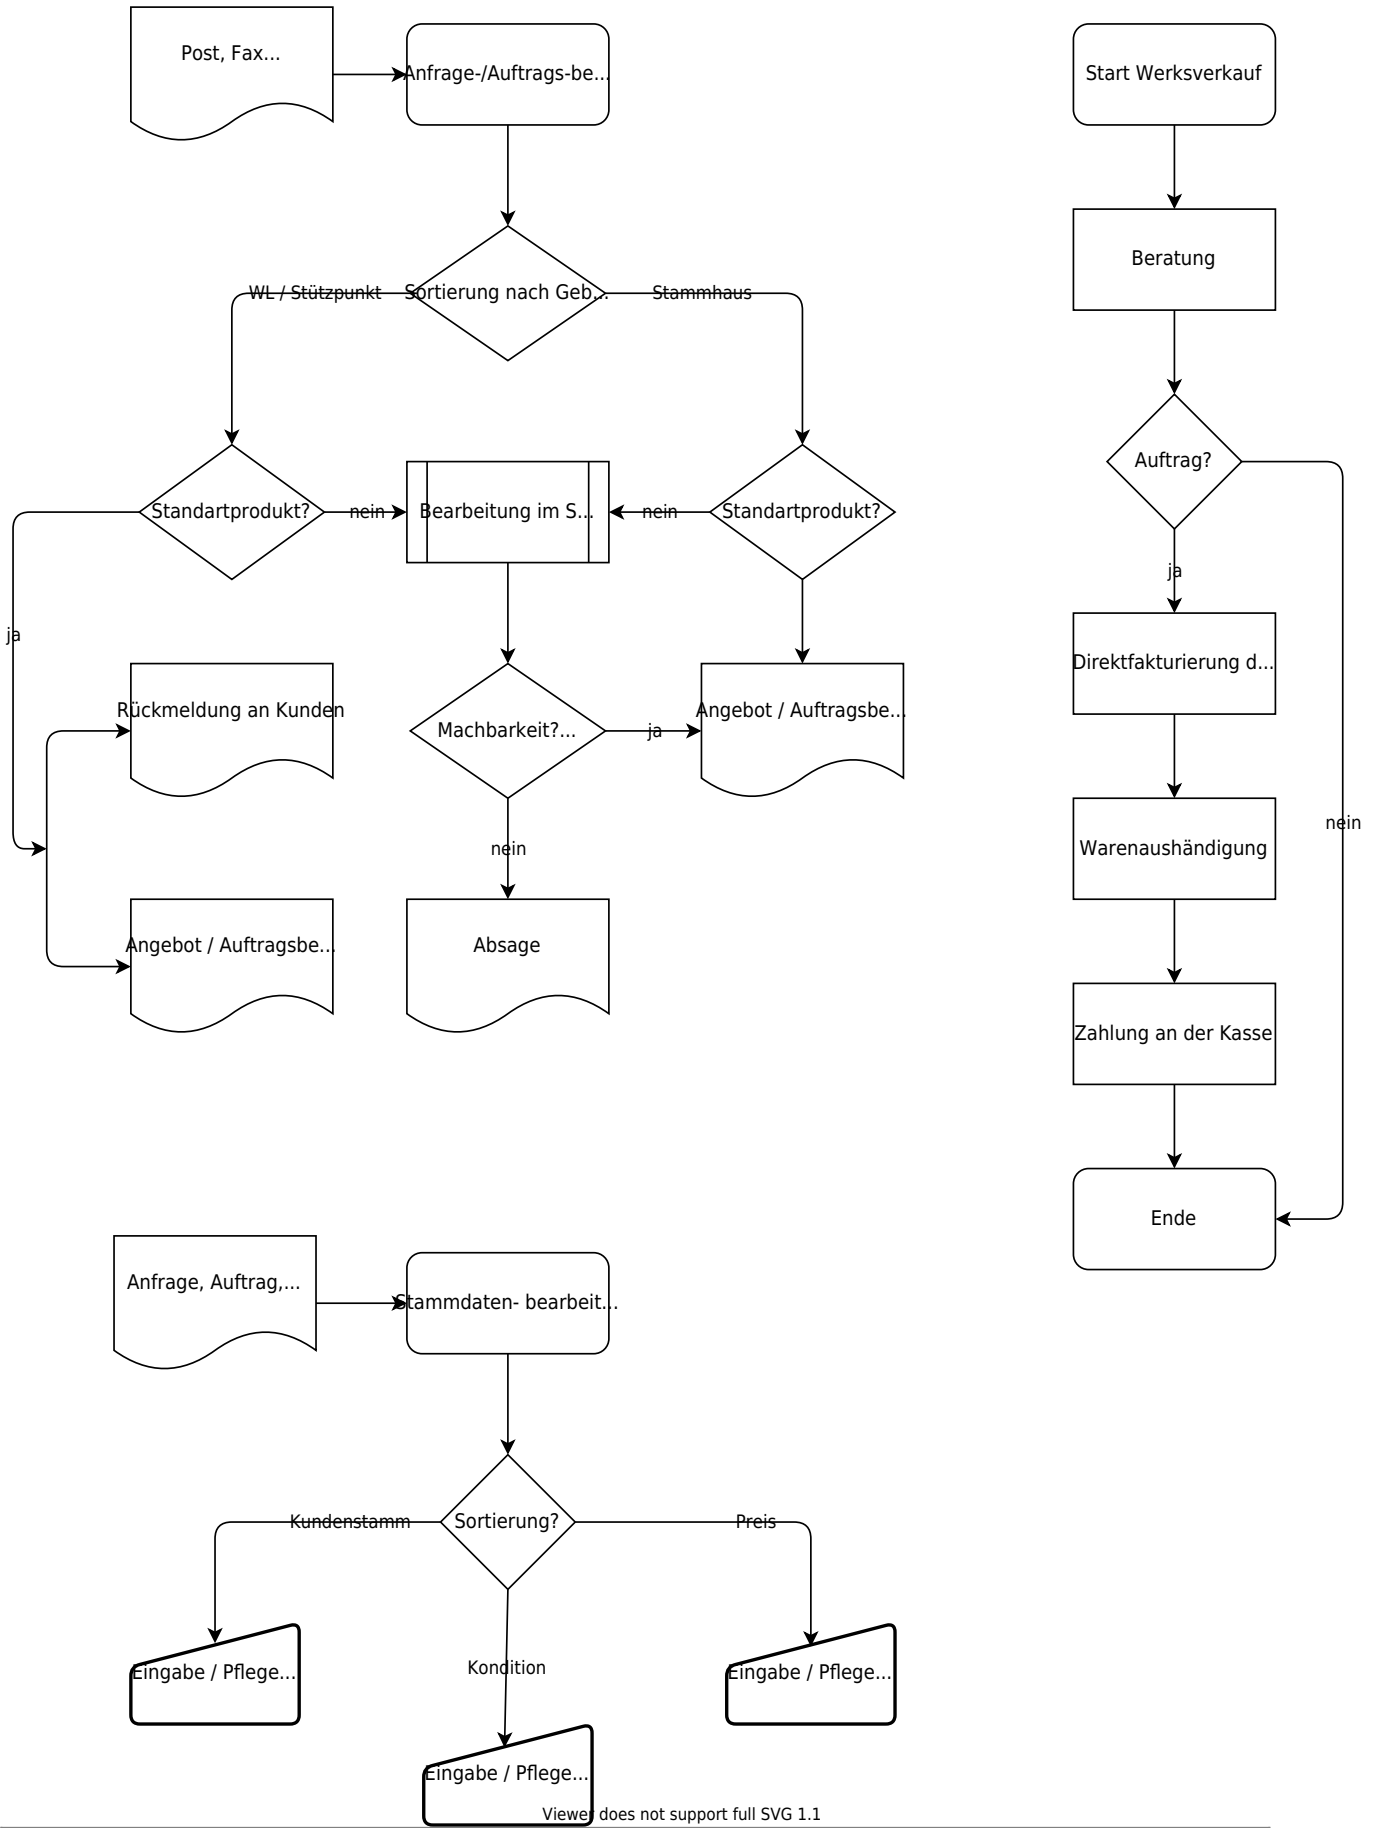 Post, Fax...
Anfrage-/Auftrags-be...
Sortierung nach Geb...
WL / Stützpunkt
Stammhaus
Standartprodukt?
nein
Bearbeitung im S...
nein
Standartprodukt?
ja
Rückmeldung an Kunden
Machbarkeit?...
ja
Angebot / Auftragsbe...
nein
Angebot / Auftragsbe...
Absage
Start Werksverkauf
Beratung
Auftrag?
ja
Direktfakturierung d...
Warenaushändigung
nein
Zahlung an der Kasse
Ende
Anfrage, Auftrag,...
Stammdaten- bearbeit...
Sortierung?
Kundenstamm
Preis
Kondition
Eingabe / Pflege...
Eingabe / Pflege...
Eingabe / Pflege...
Viewer does not support full SVG 1.1